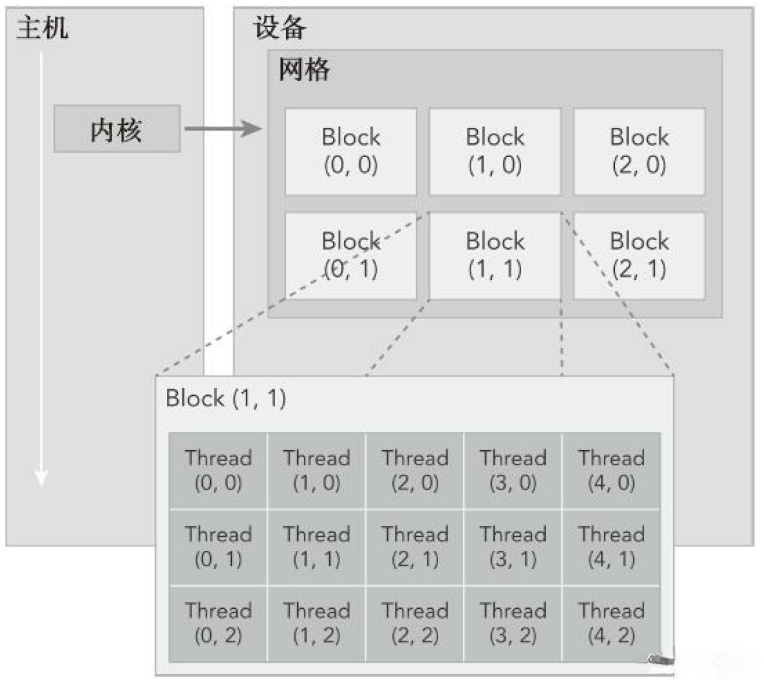 主机
设备
网格
内核
Block
(0, 0)
Block
(1, 0)
Block
(2, 0)
Block
(0, 1)
Block
(1, 1)
Block
(2, 1)
Block (1, 1)
Thread
(0, 0)
Thread
(1, 0)
Thread
(2, 0)
Thread
(3, 0)
Thread
(4, 0)
Thread
(0, 1)
Thread
(1, 1)
Thread
(2, 1)
Thread
(3, 1)
Thread
(4, 1)
Thread
(0, 2)
Thread
(1, 2)
Thread
(2, 2)
Thread
(3, 2)
Thread
(4, 2)